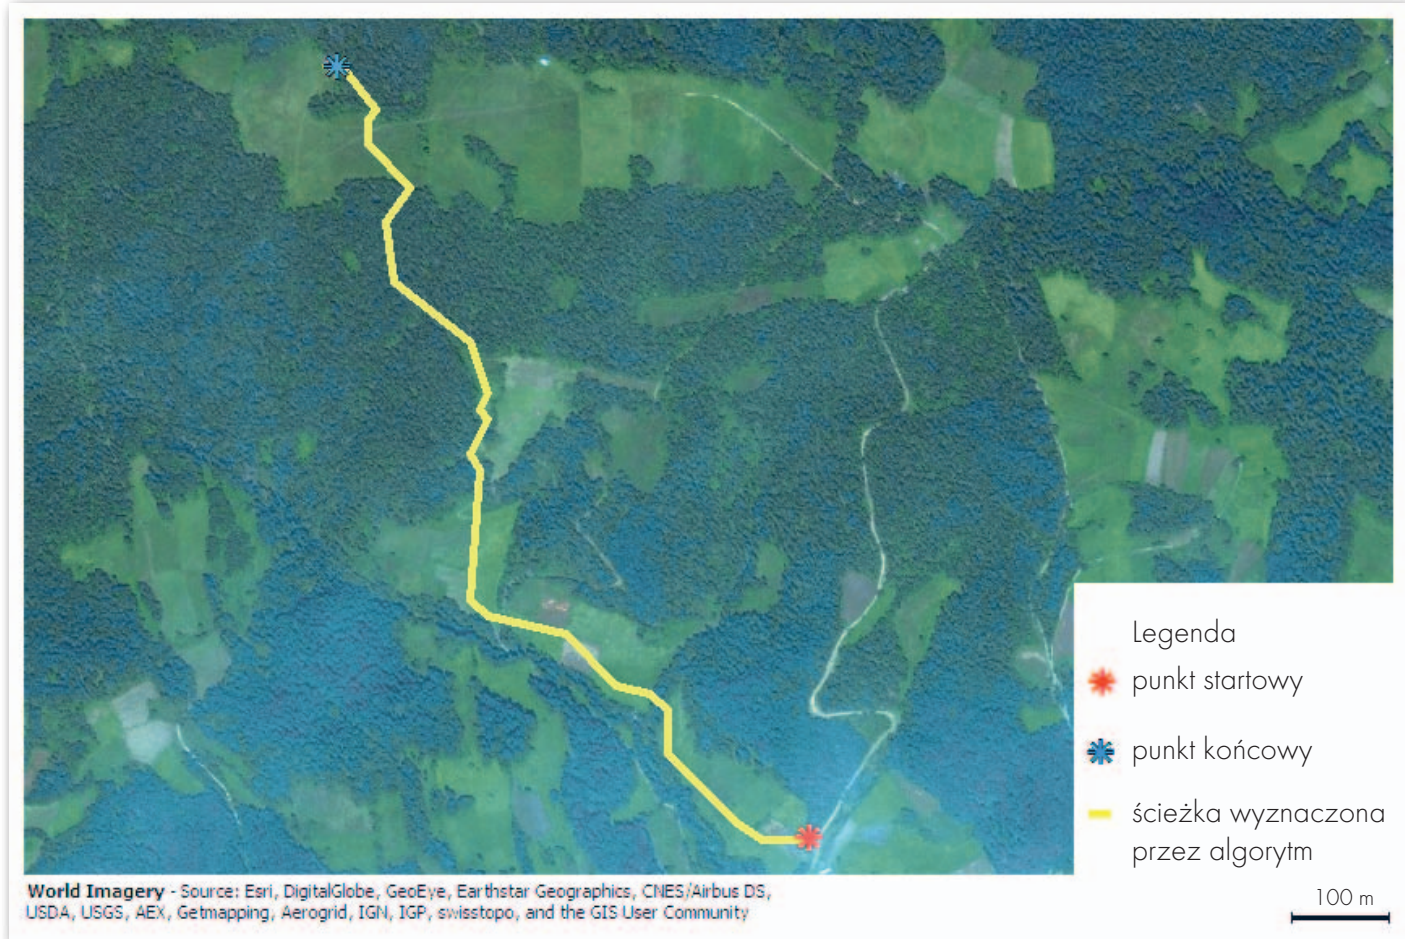 Legenda
punkt startowy
punkt końcowy
ścieżka wyznaczona
przez algorytm
100 m
World Imagery - Source: Esri, DigitalGlobe, GeoEye, Earthstar Geographics, CNES/Airbus DS,
USDA, USGS, AEX, Getmapping, Aerogrid, IGN, IGP, swisstopo, and the GIS User Community